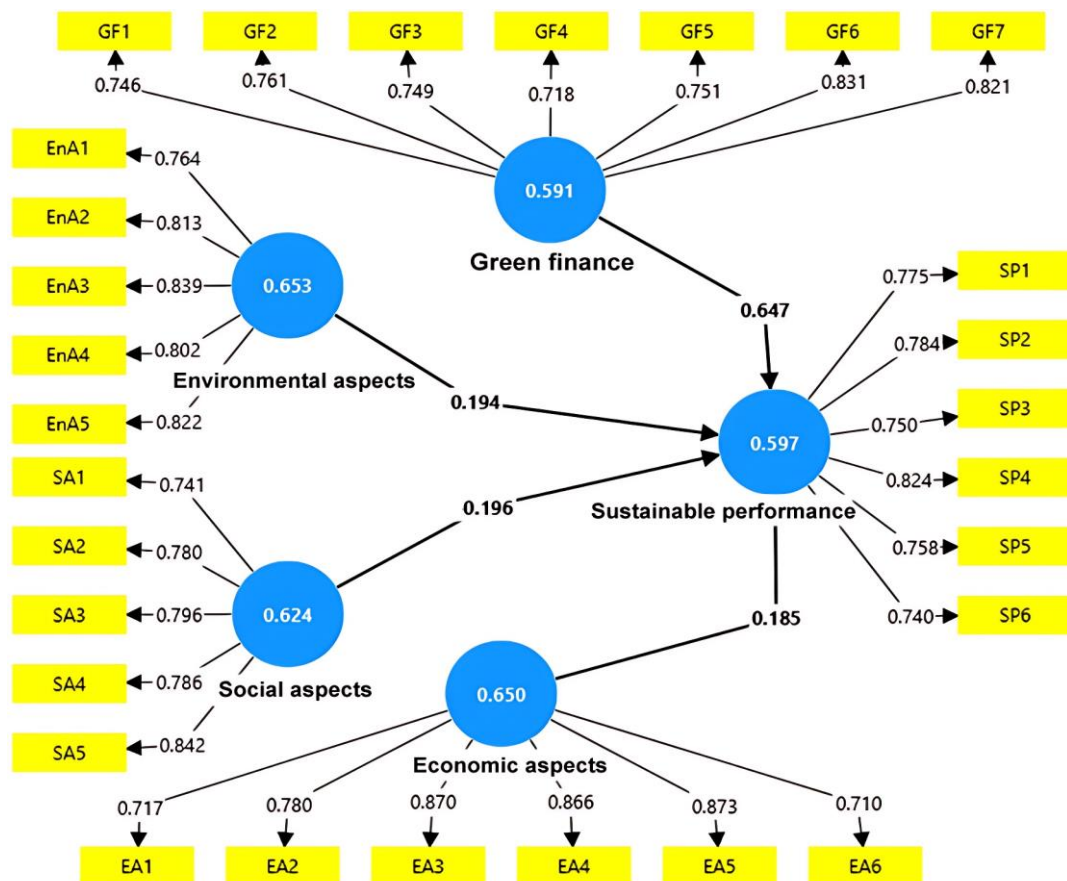 GF1 GF2 GF3 GF4 GF5 GF6 GF7
0.746 0.761 0.749 0.718 0.751 0.831 0.821
0.591
Green finance
EnA1
EnA2
EnA3
EnA4
EnA5
0.764
0.813
0.839
0.802
0.822
0.653
Environmental aspects
0.647
0.194
SA1
SA2
SA3
SA4
SA5
0.741
0.780
0.796
0.786
0.842
0.624
Social aspects
0.196
0.597
Sustainable performance
0.775
0.784
0.750
0.824
0.758
0.740
SP1
SP2
SP3
SP4
SP5
SP6
0.185
0.650
Economic aspects
0.717 0.780 0.870 0.866 0.873 0.710
EA1 EA2 EA3 EA4 EA5 EA6